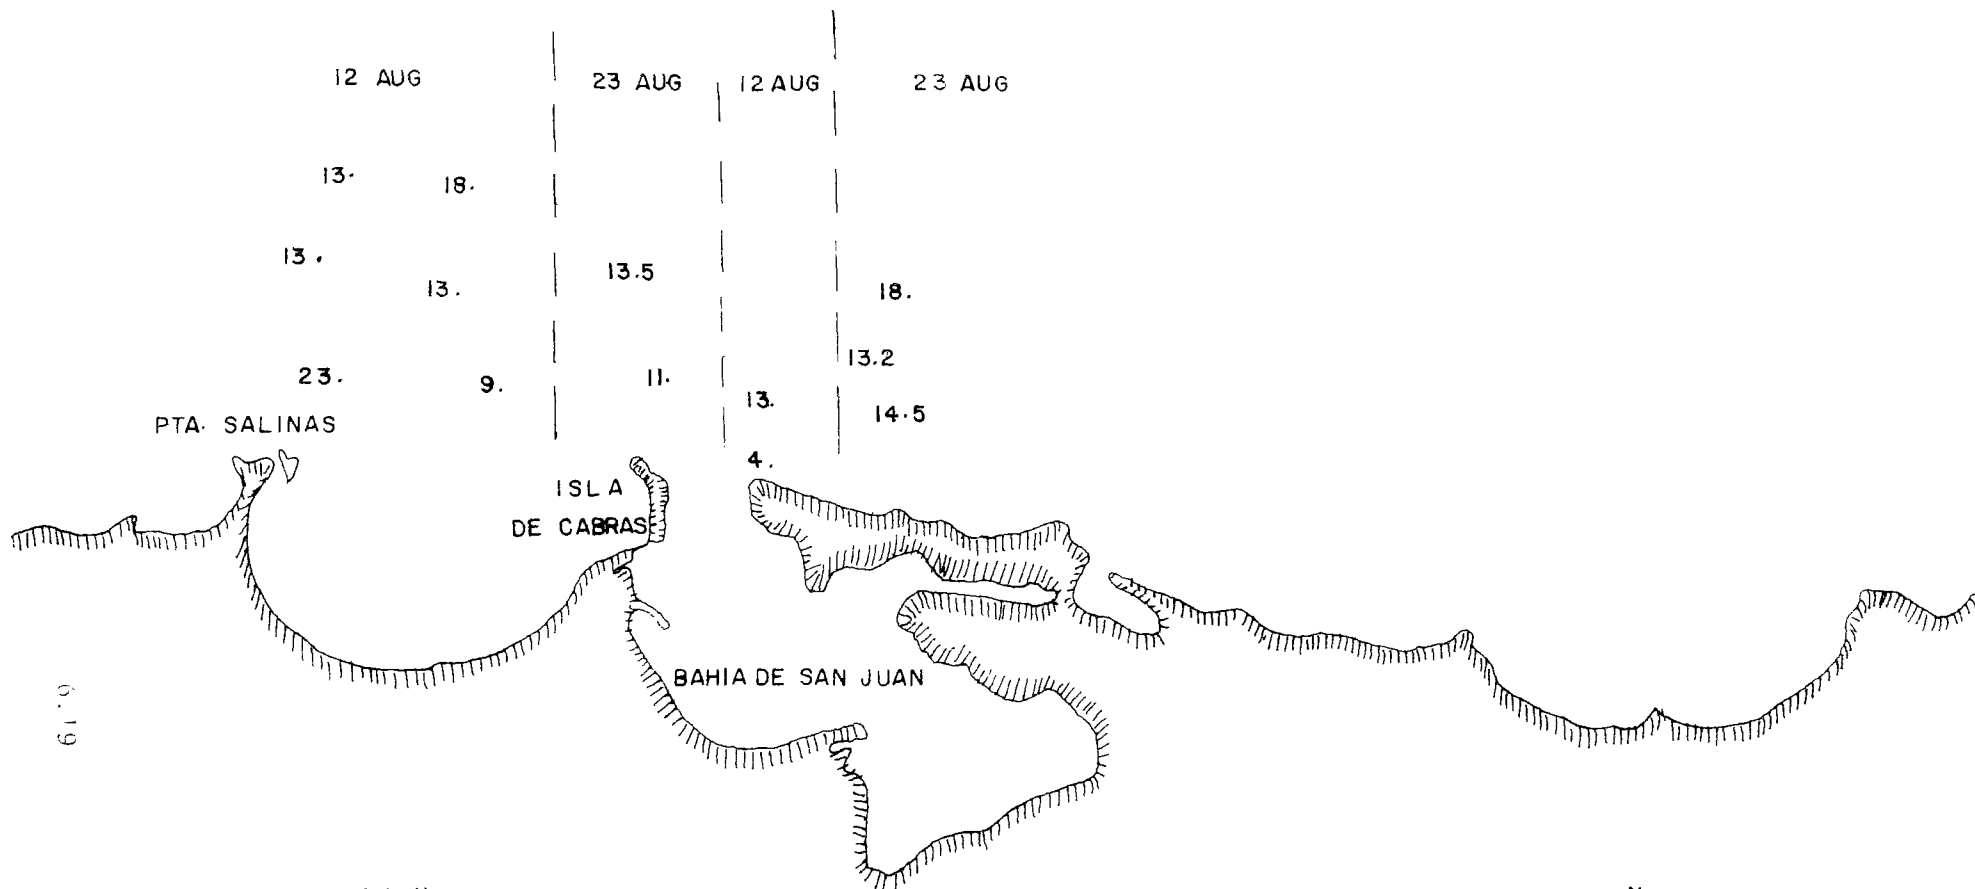 12 AUG
23 AUG
12 AUG
23 AUG
13.
18.
13.
13.
13.5
18.
13.2
23.
9.
11.
13.
14.5
PTA. SALINAS
4.
ISLA
DE CABRAS
BAHIA DE SAN JUAN
6.19